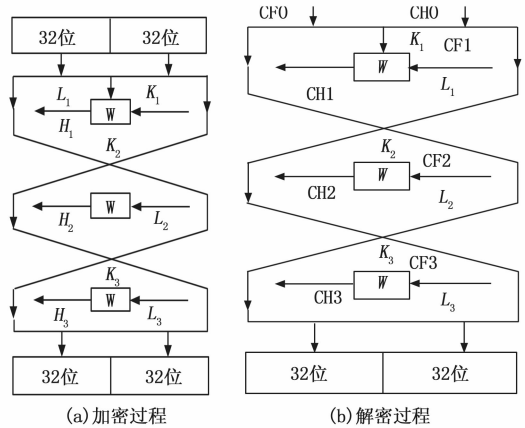 32位 32位
L1 K1
W
H1
K2
W
H2 L2
K3
W
H3 L3
32位 32位
(a)加密过程
CF0 CH0
K1 CF1
W
CH1 L1
K2 CF2
W
CH2 L2
K3 CF3
W
CH3 L3
32位 32位
(b)解密过程